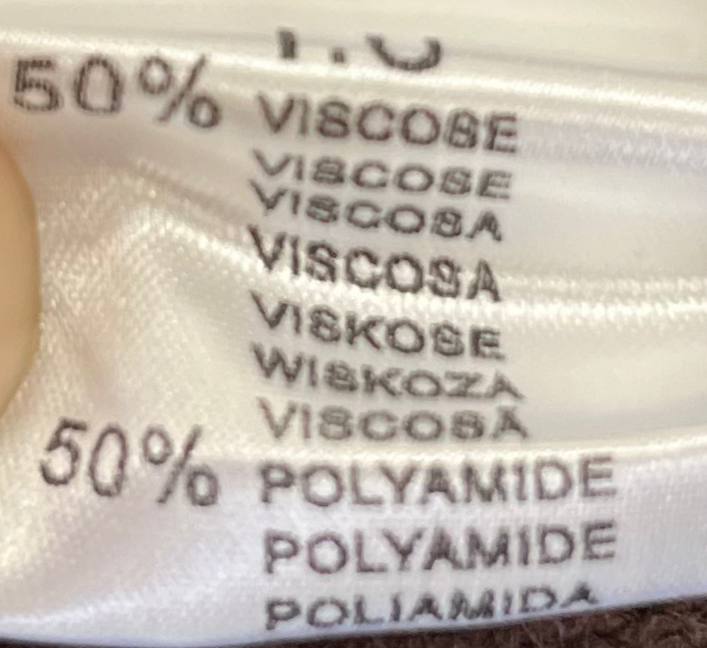 50% VISCOSE
VISCOSE
VISCOSA
VISCOSA
VISKOSE
WISKOZA
VISCOSĂ
50% POLYAMIDE
POLYAMIDE
POLIAMIDA